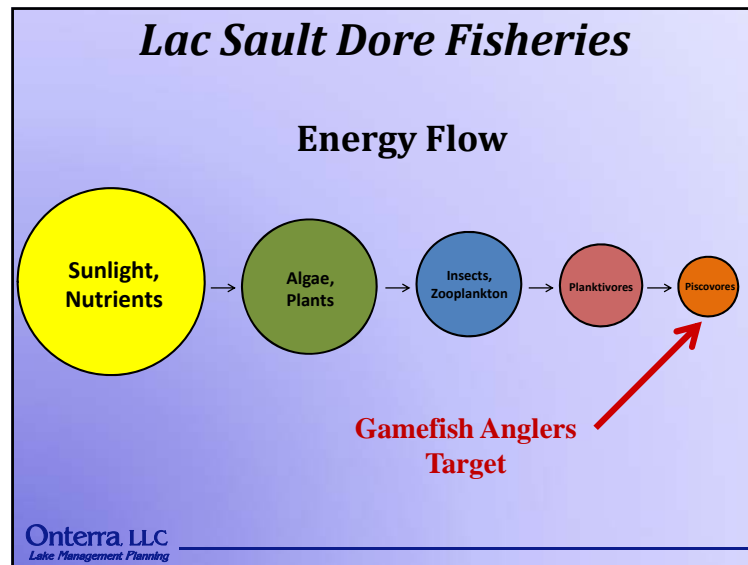 Lac Sault Dore Fisheries
Energy Flow
Sunlight,
Nutrients
Algae,
Plants
Insects,
Zooplankton
Planktivores
Piscovores
Gamefish Anglers
Target
Onterra, LLC
Lake Management Planning